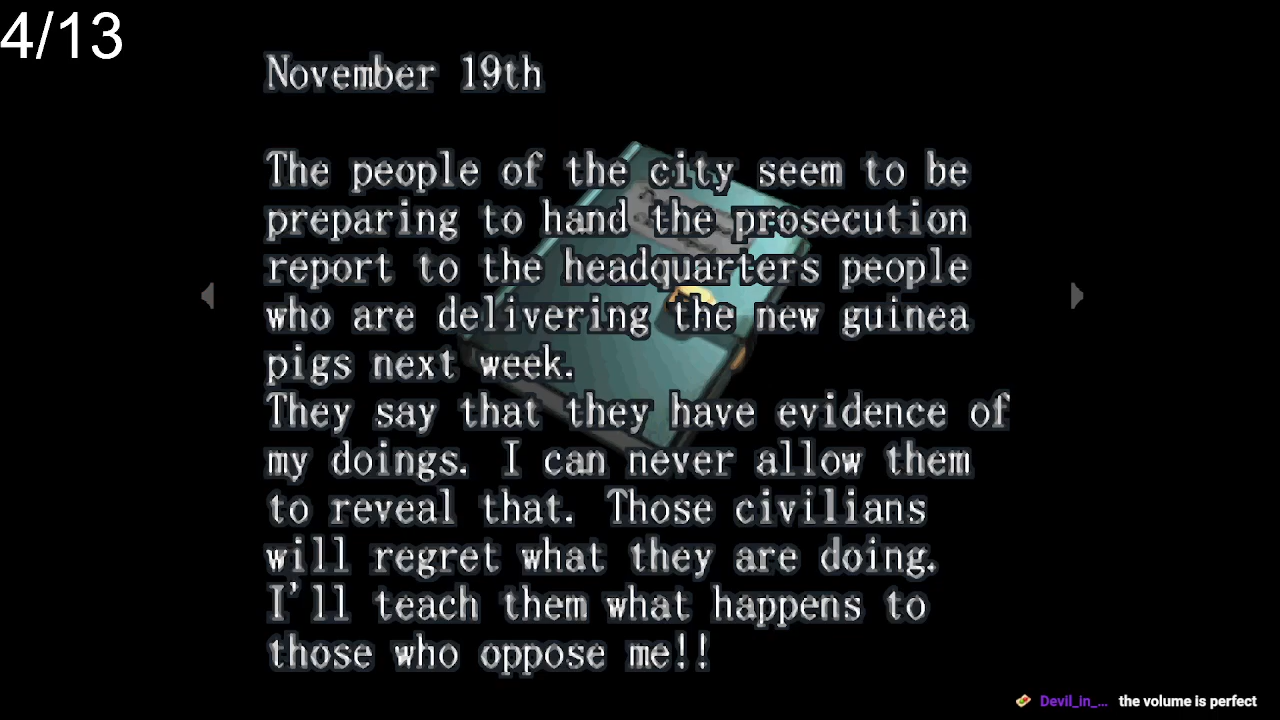 4/13
November 19th
The people of the city seem to be
preparing to hand the prosecution
report to the headquarters people
who are delivering the new guinea
pigs next week.
They say that they have evidence of
my doings. I can never allow them
to reveal that. Those civilians
will regret what they are doing.
I'll teach them what happens to
those who oppose me!!
Devil_in_... the volume is perfect